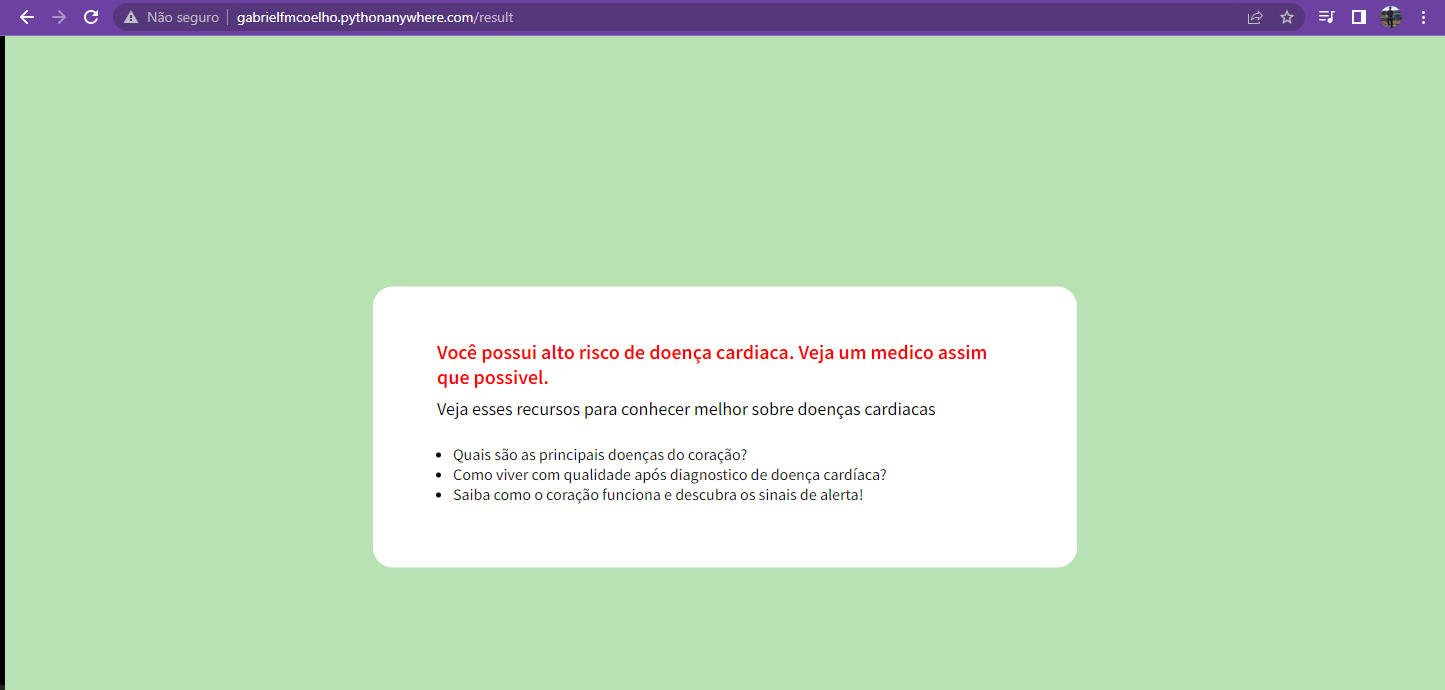 Não seguro gabrielfmcoelho.pythonanywhere.com/result
Você possui alto risco de doença cardiaca. Veja um medico assim
que possivel.
Veja esses recursos para conhecer melhor sobre doenças cardiacas
Quais são as principais doenças do coração?
Como viver com qualidade após diagnostico de doença cardíaca?
Saiba como o coração funciona e descubra os sinais de alerta!